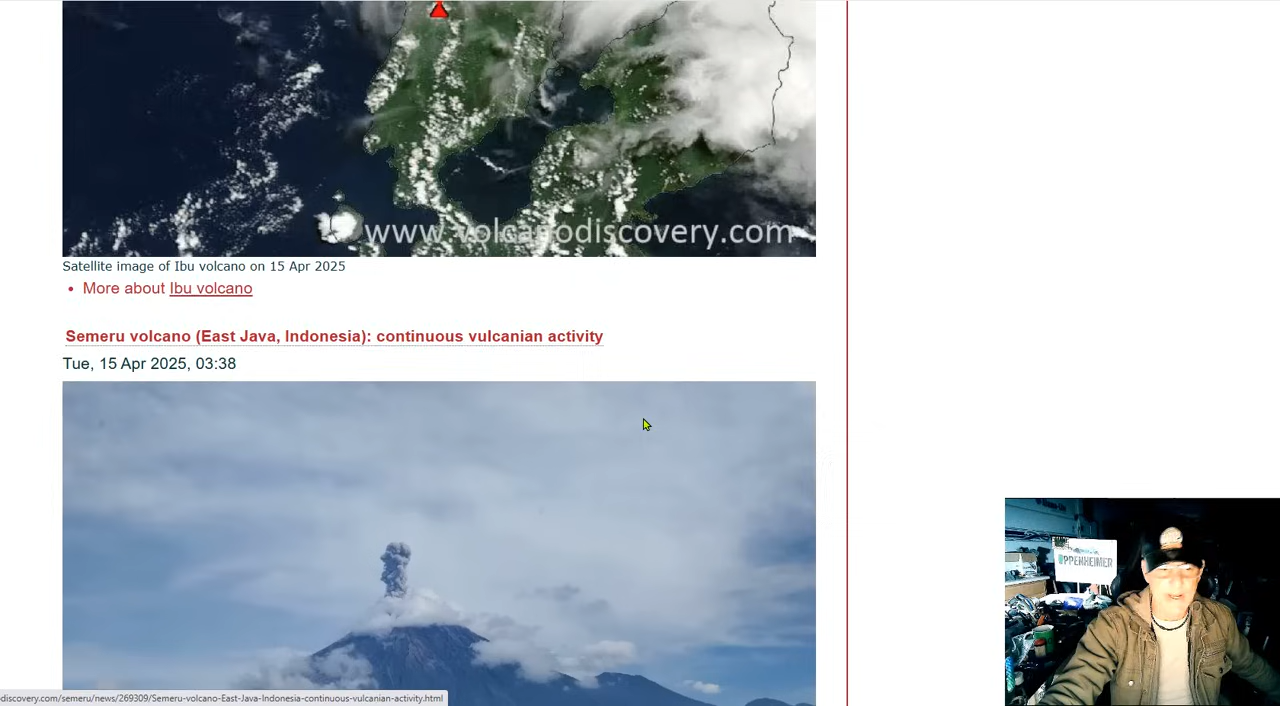 www.volcanodiscovery.com
Satellite image of Ibu volcano on 15 Apr 2025
• More about Ibu volcano
Semeru volcano (East Java, Indonesia): continuous vulcanian activity
Tue, 15 Apr 2025, 03:38
PPENHEIMER
discovery.com/semeru/news/269309/Semeru-volcano-East-Java-Indonesia-continuous-vulcanian-activity.html